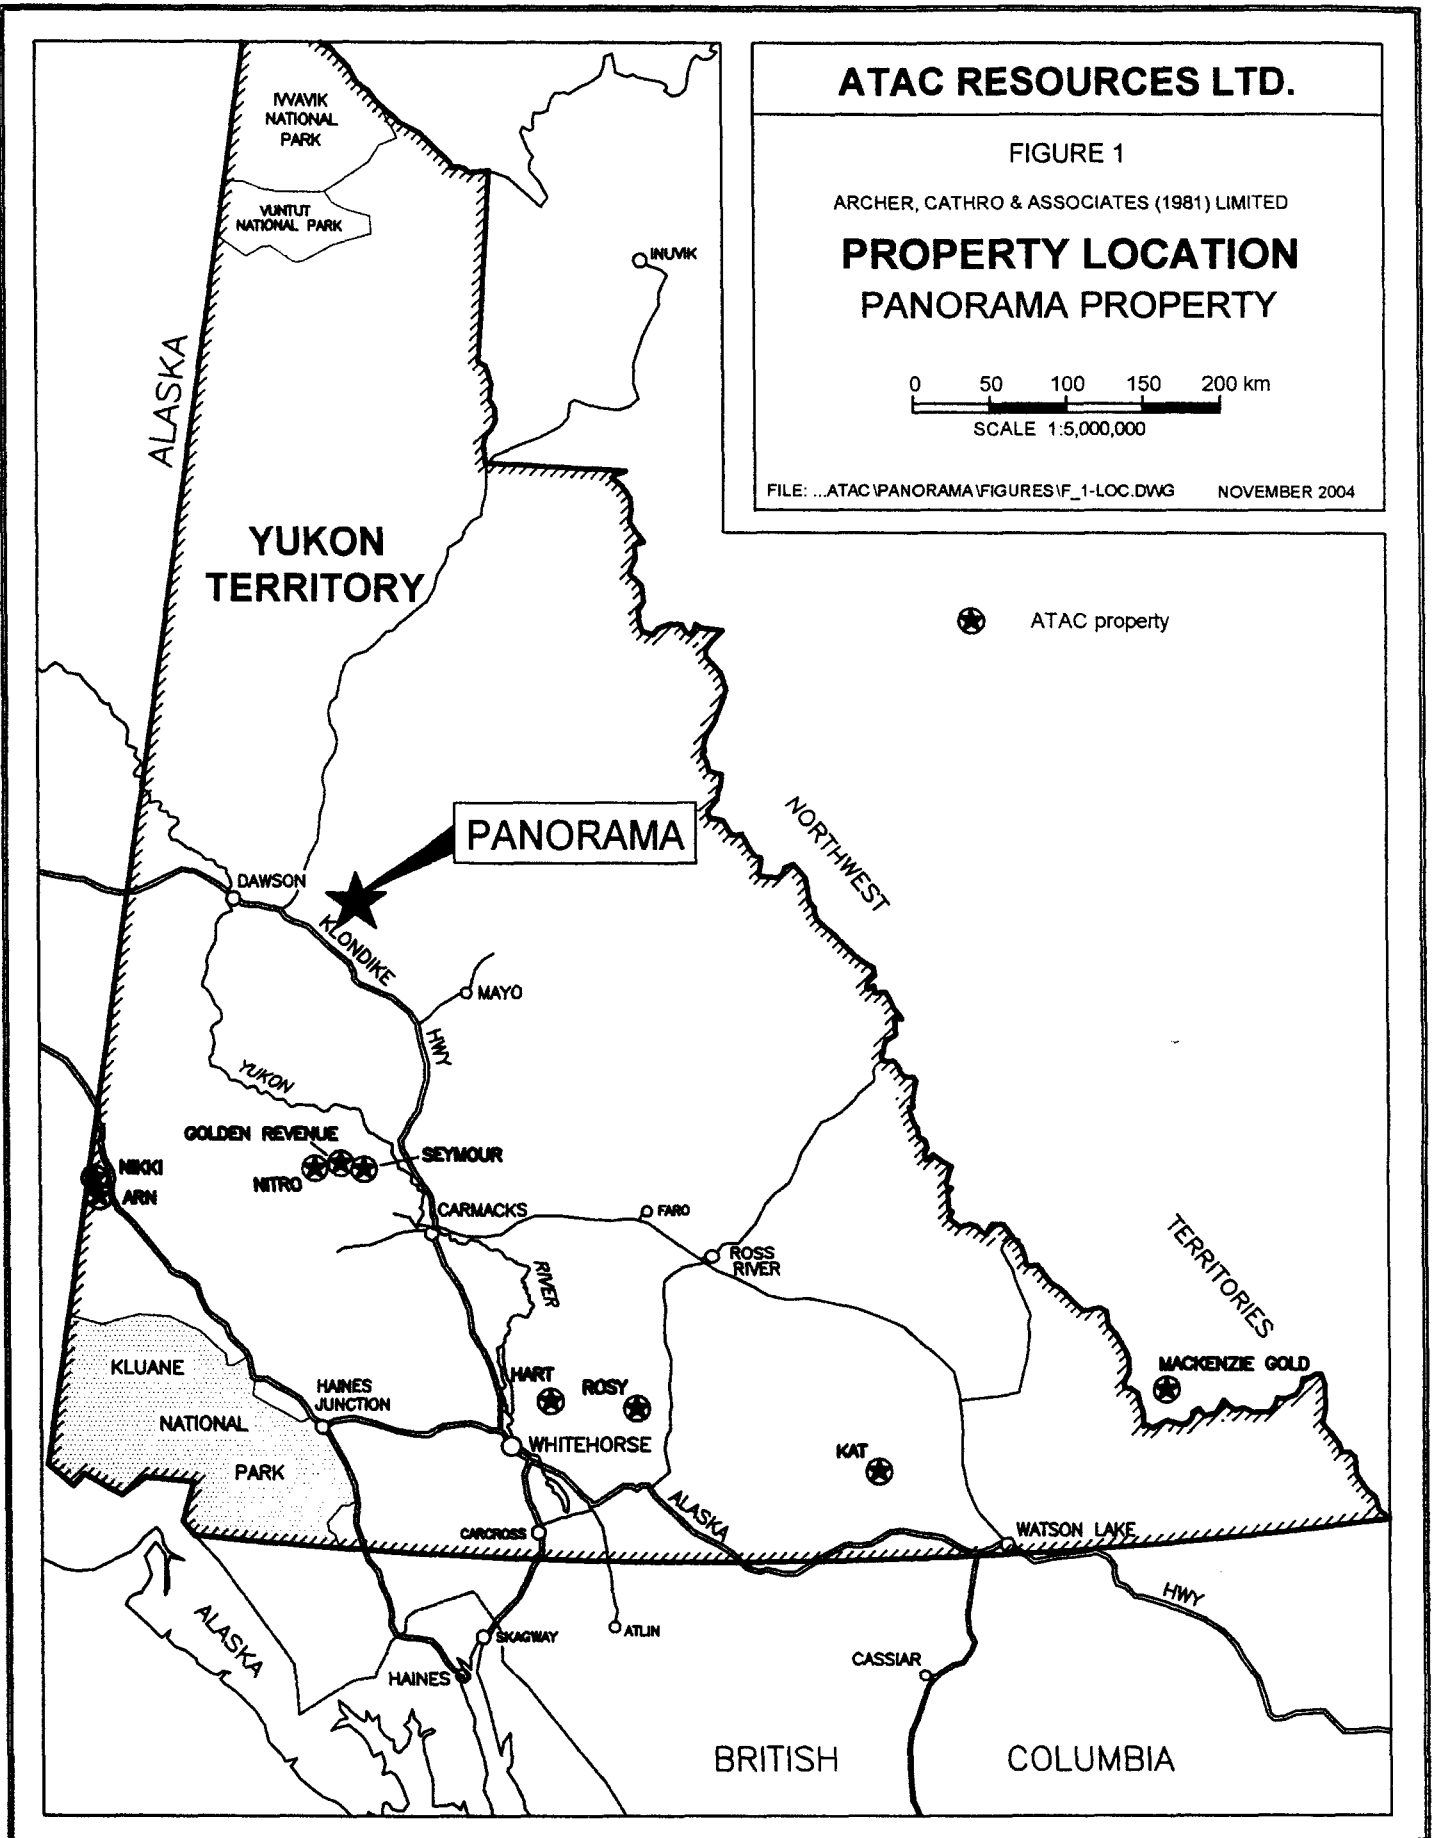 ATAC RESOURCES LTD.
FIGURE 1
ARCHER, CATHRO & ASSOCIATES (1981) LIMITED
PROPERTY LOCATION
PANORAMA PROPERTY
0 50 100 150 200 km
SCALE 1:5,000,000
FILE: ...ATAC\PANORAMA\FIGURES\F_1-LOC.DWG NOVEMBER 2004
ATAC property
IVVAVIK
NATIONAL
PARK
VUNTUT
NATIONAL PARK
INUVIK
ALASKA
YUKON
TERRITORY
PANORAMA
NORTHWEST
DAWSON
KLONDIKE
MAYO
HWY
YUKON
GOLDEN REVENUE
SEYMOUR
NITRO
NIKKI
ARN
CARMACKS
FARO
ROSS
RIVER
RIVER
TERRITORIES
KLUANE
NATIONAL
PARK
HAINES
JUNCTION
HART
ROSY
MACKENZIE GOLD
WHITEHORSE
KAT
ALASKA
CARCROSS
WATSON LAKE
HWY
ALASKA
SKAGWAY
ATLIN
HAINES
CASSIAR
BRITISH COLUMBIA